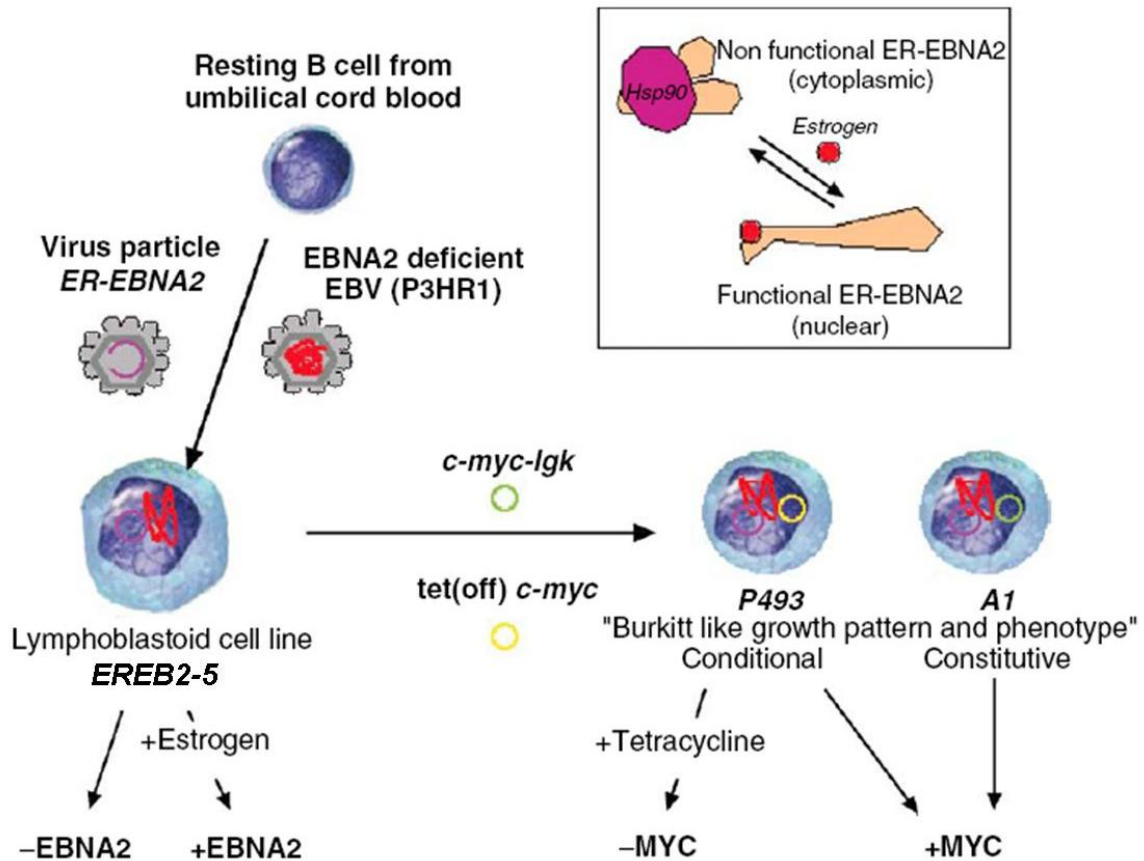 Resting B cell from
umbilical cord blood
Virus particle
ER-EBNA2
EBNA2 deficient
EBV (P3HR1)
Hsp90
Non functional ER-EBNA2
(cytoplasmic)
Estrogen
Functional ER-EBNA2
(nuclear)
c-myc-Igk
tet(off) c-myc
Lymphoblastoid cell line
EREB2-5
P493
A1
"Burkitt like growth pattern and phenotype"
Conditional
Constitutive
+Estrogen
+Tetracycline
–EBNA2
+EBNA2
–MYC
+MYC